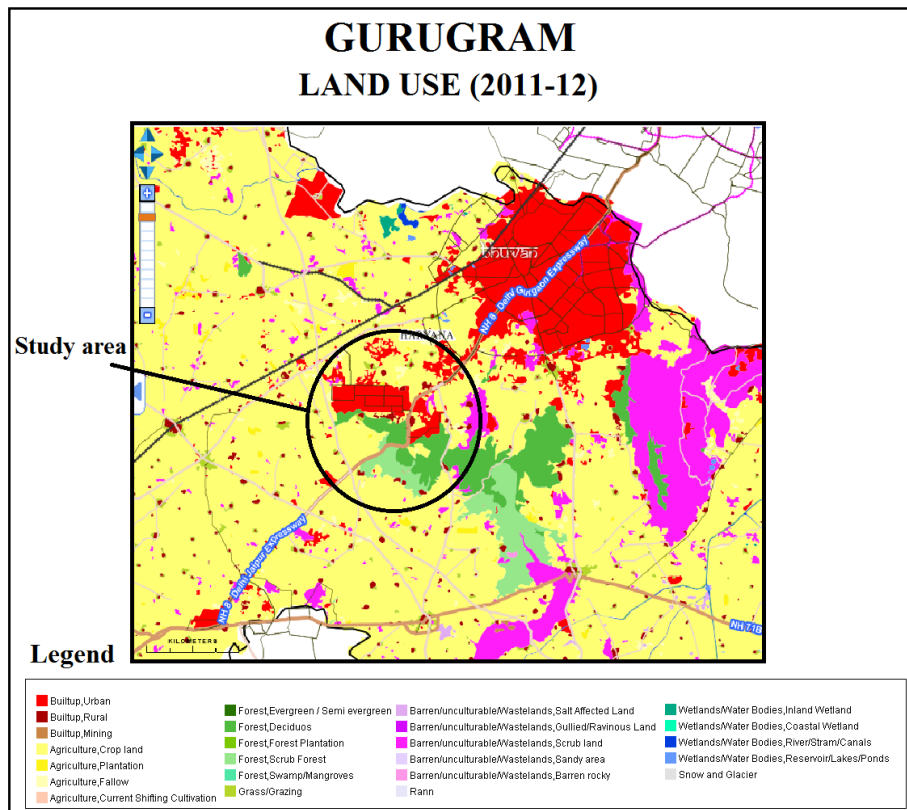 GURUGRAM
LAND USE (2011-12)
bhuvan
NH 8 - Delhi Gurgaon Expressway
HARYANA
Study area
NH 8 - Delhi Jaipur Expressway
NH 7-1B
KILOMETERS
Legend
Builtup,Urban
Builtup,Rural
Builtup,Mining
Agriculture,Crop land
Agriculture,Plantation
Agriculture,Fallow
Agriculture,Current Shifting Cultivation
Forest,Evergreen / Semi evergreen
Forest,Deciduos
Forest,Forest Plantation
Forest,Scrub Forest
Forest,Swamp/Mangroves
Grass/Grazing
Barren/unculturable/Wastelands,Salt Affected Land
Barren/unculturable/Wastelands,Gullied/Ravinous Land
Barren/unculturable/Wastelands,Scrub land
Barren/unculturable/Wastelands,Sandy area
Barren/unculturable/Wastelands,Barren rocky
Rann
Wetlands/Water Bodies,Inland Wetland
Wetlands/Water Bodies,Coastal Wetland
Wetlands/Water Bodies,River/Stram/Canals
Wetlands/Water Bodies,Reservoir/Lakes/Ponds
Snow and Glacier